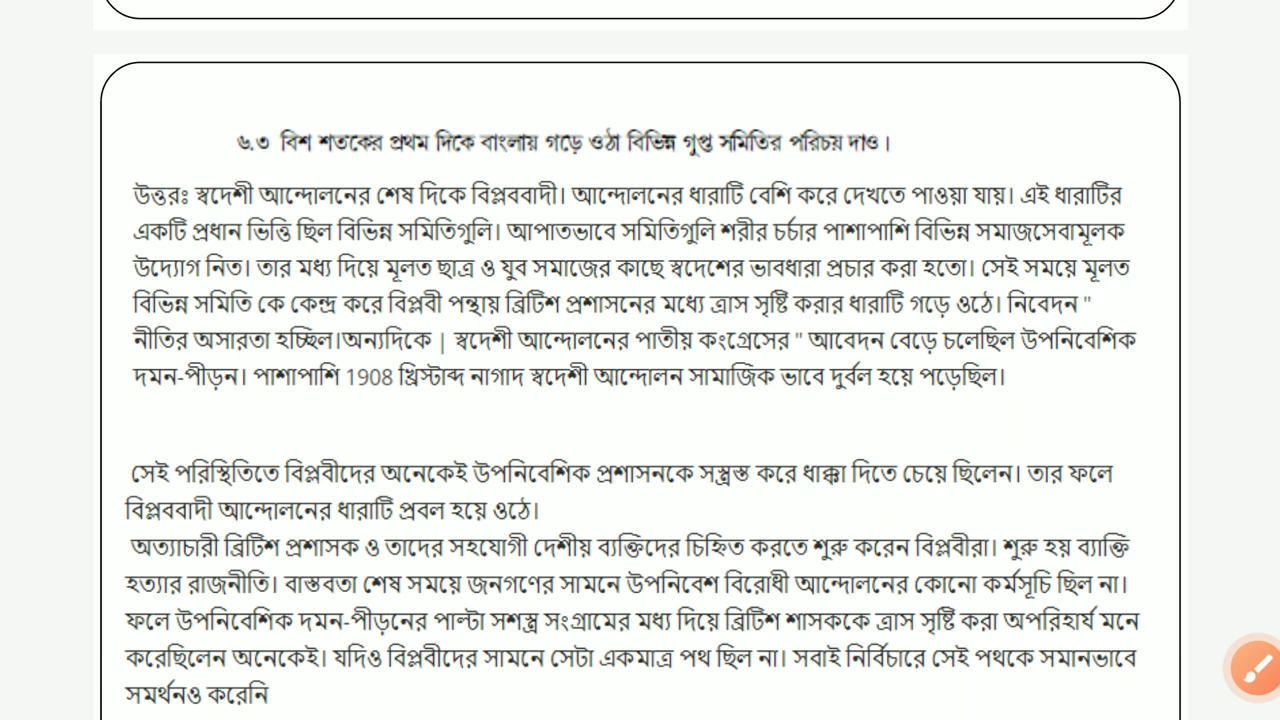 ৬.৩ বিশ শতকের প্রথম দিকে বাংলায় গড়ে ওঠা বিভিন্ন গুপ্ত সমিতির পরিচয় দাও।
উত্তরঃ স্বদেশী আন্দোলনের শেষ দিকে বিপ্লববাদী। আন্দোলনের ধারাটি বেশি করে দেখতে পাওয়া যায়। এই ধারাটির
একটি প্রধান ভিত্তি ছিল বিভিন্ন সমিতিগুলি। আপাতভাবে সমিতিগুলি শরীর চর্চার পাশাপাশি বিভিন্ন সমাজসেবামূলক
উদ্যোগ নিত। তার মধ্য দিয়ে মূলত ছাত্র ও যুব সমাজের কাছে স্বদেশের ভাবধারা প্রচার করা হতো। সেই সময়ে মূলত
বিভিন্ন সমিতি কে কেন্দ্র করে বিপ্লবী পন্থায় ব্রিটিশ প্রশাসনের মধ্যে ত্রাস সৃষ্টি করার ধারাটি গড়ে ওঠে। নিবেদন "
নীতির অসারতা হচ্ছিল।অন্যদিকে | স্বদেশী আন্দোলনের পাতীয় কংগ্রেসের " আবেদন বেড়ে চলেছিল উপনিবেশিক
দমন-পীড়ন। পাশাপাশি 1908 খ্রিস্টাব্দ নাগাদ স্বদেশী আন্দোলন সামাজিক ভাবে দুর্বল হয়ে পড়েছিল।
সেই পরিস্থিতিতে বিপ্লবীদের অনেকেই উপনিবেশিক প্রশাসনকে সস্ত্রস্ত করে ধাক্কা দিতে চেয়ে ছিলেন। তার ফলে
বিপ্লববাদী আন্দোলনের ধারাটি প্রবল হয়ে ওঠে।
অত্যাচারী ব্রিটিশ প্রশাসক ও তাদের সহযোগী দেশীয় ব্যক্তিদের চিহ্নিত করতে শুরু করেন বিপ্লবীরা। শুরু হয় ব্যাক্তি
হত্যার রাজনীতি। বাস্তবতা শেষ সময়ে জনগণের সামনে উপনিবেশ বিরোধী আন্দোলনের কোনো কর্মসূচি ছিল না।
ফলে উপনিবেশিক দমন-পীড়নের পাল্টা সশস্ত্র সংগ্রামের মধ্য দিয়ে ব্রিটিশ শাসককে ত্রাস সৃষ্টি করা অপরিহার্য মনে
করেছিলেন অনেকেই। যদিও বিপ্লবীদের সামনে সেটা একমাত্র পথ ছিল না। সবাই নির্বিচারে সেই পথকে সমানভাবে
সমর্থনও করেনি